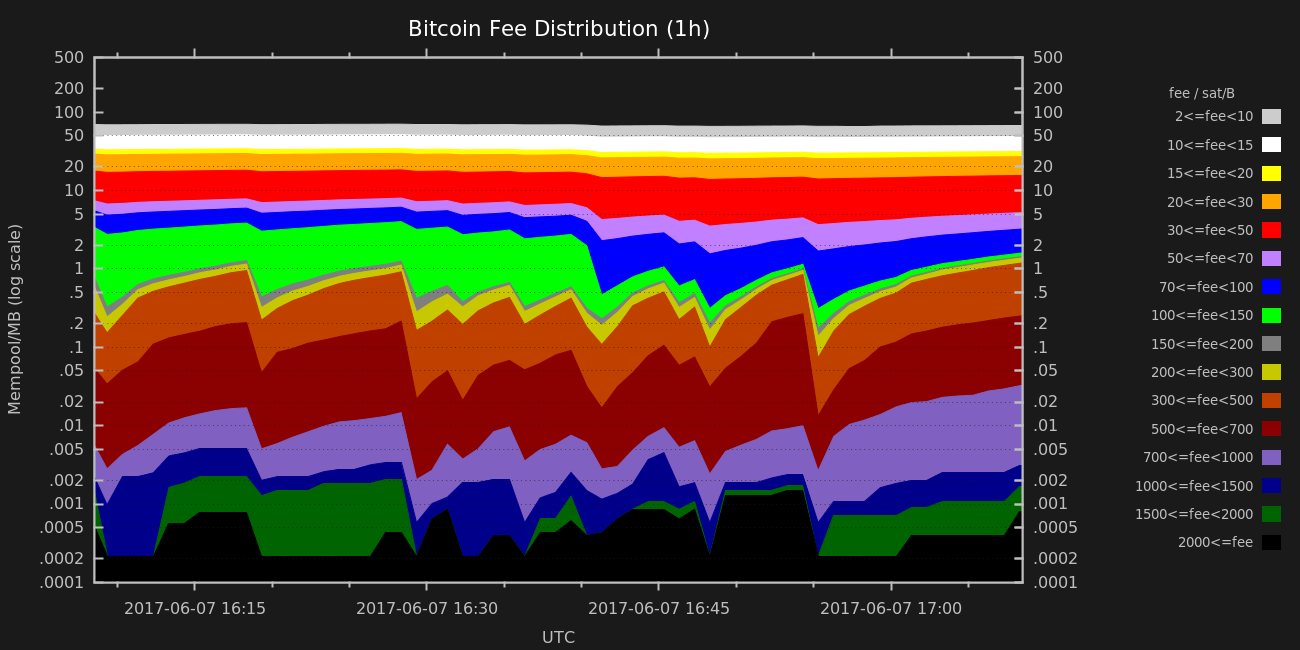 Bitcoin Fee Distribution (1h)
500 500
200 200
100 100
50 50
20 20
10 10
5 5
2 2
1 1
.5 .5
.2 .2
.1 .1
.05 .05
.02 .02
.01 .01
.005 .005
.002 .002
.001 .001
.0005 .0005
.0002 .0002
.0001 .0001
Mempool/MB (log scale)
2017-06-07 16:15 2017-06-07 16:30 2017-06-07 16:45 2017-06-07 17:00
UTC
fee / sat/B
2<=fee<10
10<=fee<15
15<=fee<20
20<=fee<30
30<=fee<50
50<=fee<70
70<=fee<100
100<=fee<150
150<=fee<200
200<=fee<300
300<=fee<500
500<=fee<700
700<=fee<1000
1000<=fee<1500
1500<=fee<2000
2000<=fee